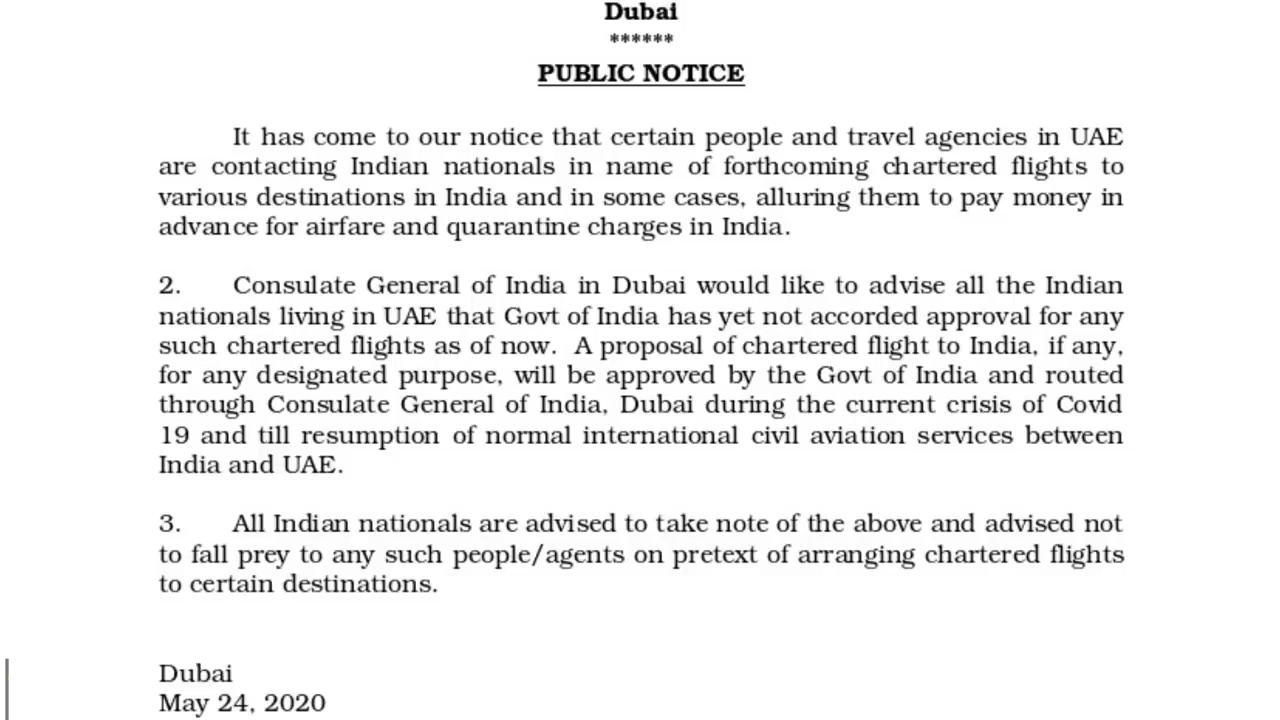 Dubai
******
PUBLIC NOTICE
It has come to our notice that certain people and travel agencies in UAE
are contacting Indian nationals in name of forthcoming chartered flights to
various destinations in India and in some cases, alluring them to pay money in
advance for airfare and quarantine charges in India.
2. Consulate General of India in Dubai would like to advise all the Indian
nationals living in UAE that Govt of India has yet not accorded approval for any
such chartered flights as of now. A proposal of chartered flight to India, if any,
for any designated purpose, will be approved by the Govt of India and routed
through Consulate General of India, Dubai during the current crisis of Covid
19 and till resumption of normal international civil aviation services between
India and UAE.
3. All Indian nationals are advised to take note of the above and advised not
to fall prey to any such people/agents on pretext of arranging chartered flights
to certain destinations.
Dubai
May 24, 2020